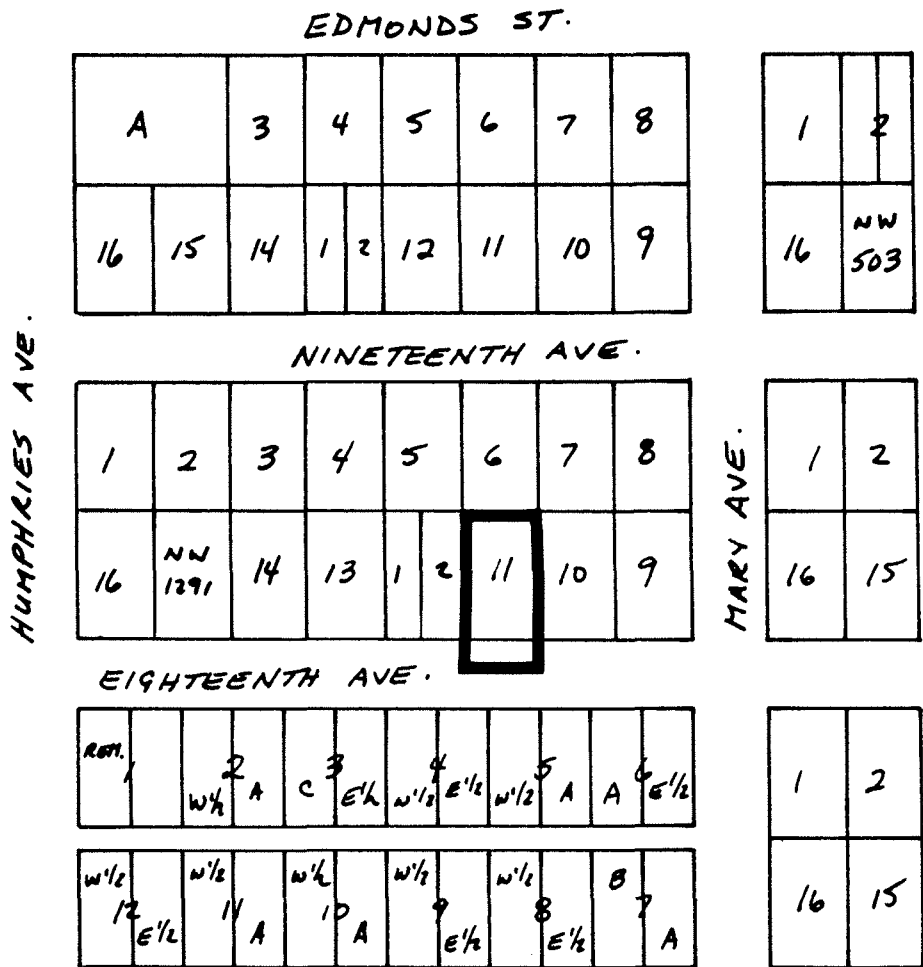 EDMONDS ST.
A 3 4 5 6 7 8 1 2
16 15 14 1 2 12 11 10 9 16 NW 503
HUMPHRIES AVE.
NINETEENTH AVE.
1 2 3 4 5 6 7 8 1 2
MARY AVE.
16 NW 1291 14 13 1 2 11 10 9 16 15
EIGHTEENTH AVE.
REM. 1 2 3 4 5 6 1 2
W1/2 A C E1/2 W1/2 E1/2 W1/2 A A E1/2
W1/2 W1/2 W1/2 W1/2 W1/2 B
12 11 10 9 8 7 16 15
E1/2 A A E1/2 E1/2 A